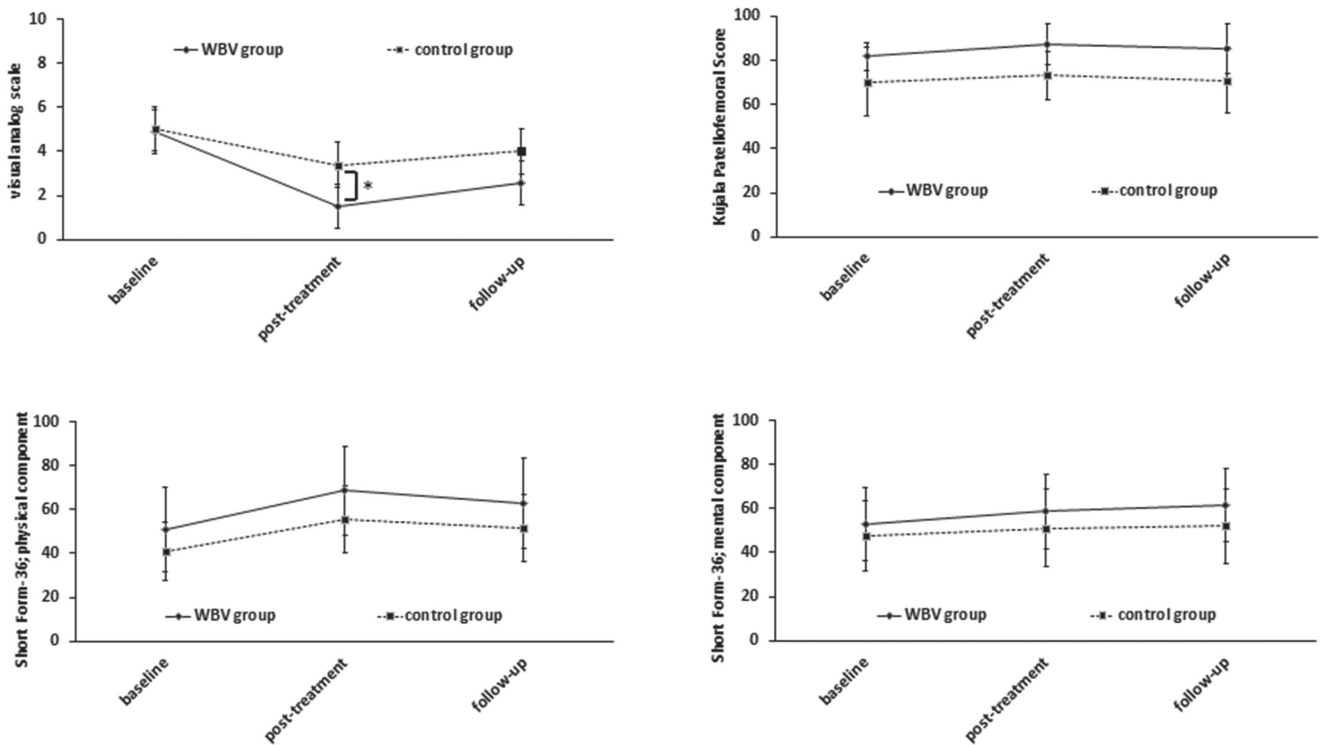 visual analog scale
10
8
6
4
2
0
WBV group
control group
*
baseline
post-treatment
follow-up
Kujala Patellofemoral Score
100
80
60
40
20
0
WBV group
control group
baseline
post-treatment
follow-up
Short Form-36; physical component
100
80
60
40
20
0
WBV group
control group
baseline
post-treatment
follow-up
Short Form-36; mental component
100
80
60
40
20
0
WBV group
control group
baseline
post-treatment
follow-up